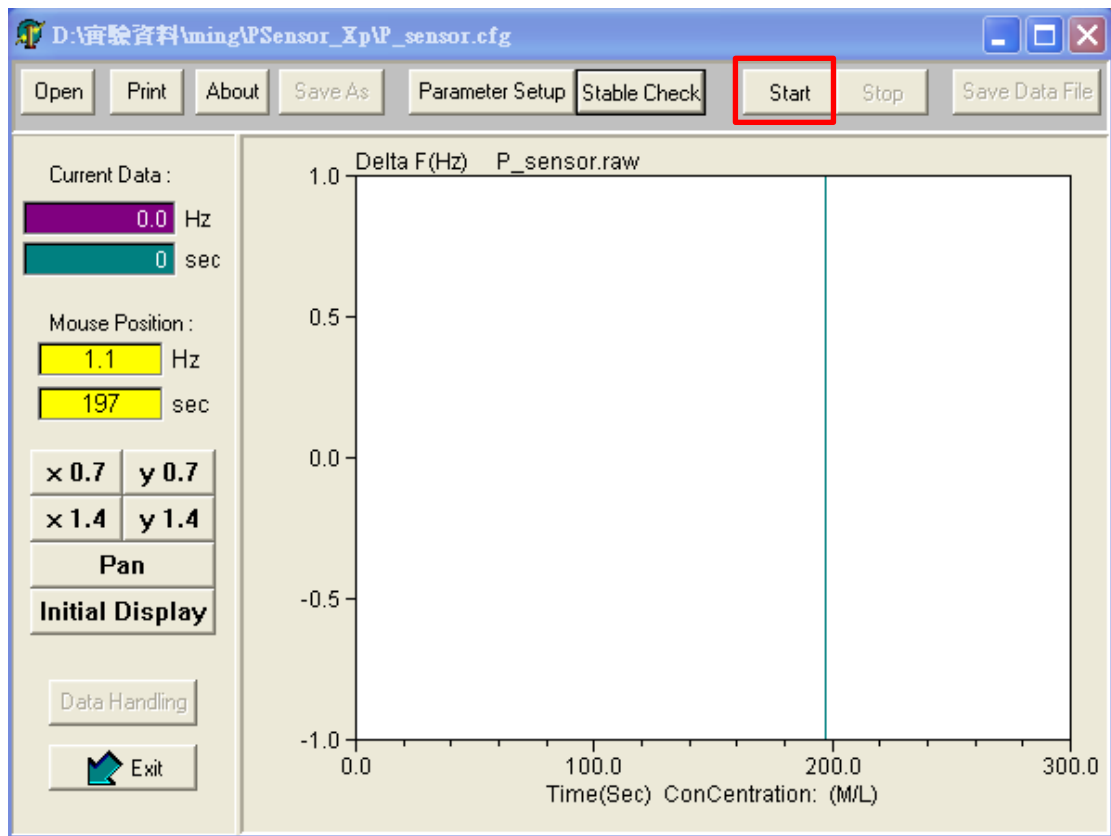 D:\實驗資料\ming\PSensor_Xp\P_sensor.cfg
Open Print About Save As Parameter Setup Stable Check Start Stop Save Data File
Current Data :
0.0 Hz
0 sec
Mouse Position :
1.1 Hz
197 sec
x 0.7 y 0.7
x 1.4 y 1.4
Pan
Initial Display
Data Handling
Exit
Delta F(Hz) P_sensor.raw
1.0
0.5
0.0
-0.5
-1.0
0.0 100.0 200.0 300.0
Time(Sec) ConCentration: (M/L)